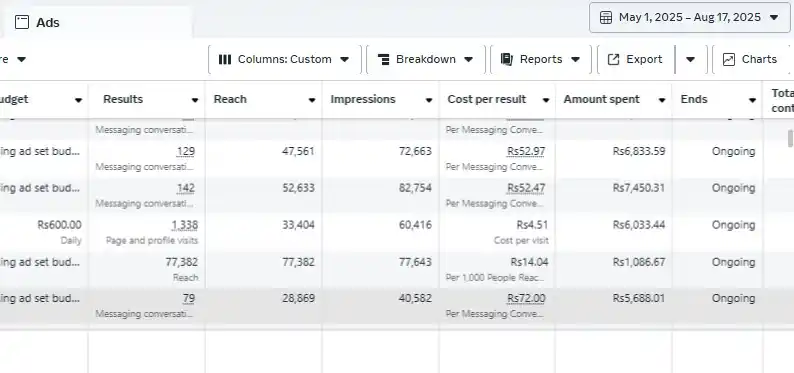 Ads
May 1, 2025 – Aug 17, 2025
re
Columns: Custom
Breakdown
Reports
Export
Charts
udget Results Reach Impressions Cost per result Amount spent Ends Tota
cont
Messaging conversati... Per Messaging Conve...
ing ad set bud... 129 47,561 72,663 Rs52.97 Rs6,833.59 Ongoing
Messaging conversati... Per Messaging Conve...
ing ad set bud... 142 52,633 82,754 Rs52.47 Rs7,450.31 Ongoing
Messaging conversati... Per Messaging Conve...
Rs600.00 1,338 33,404 60,416 Rs4.51 Rs6,033.44 Ongoing
Daily Page and profile visits Cost per visit
ing ad set bud... 77,382 77,382 77,643 Rs14.04 Rs1,086.67 Ongoing
Reach Per 1,000 People Reac...
ing ad set bud... 79 28,869 40,582 Rs72.00 Rs5,688.01 Ongoing
Messaging conversati... Per Messaging Conve...